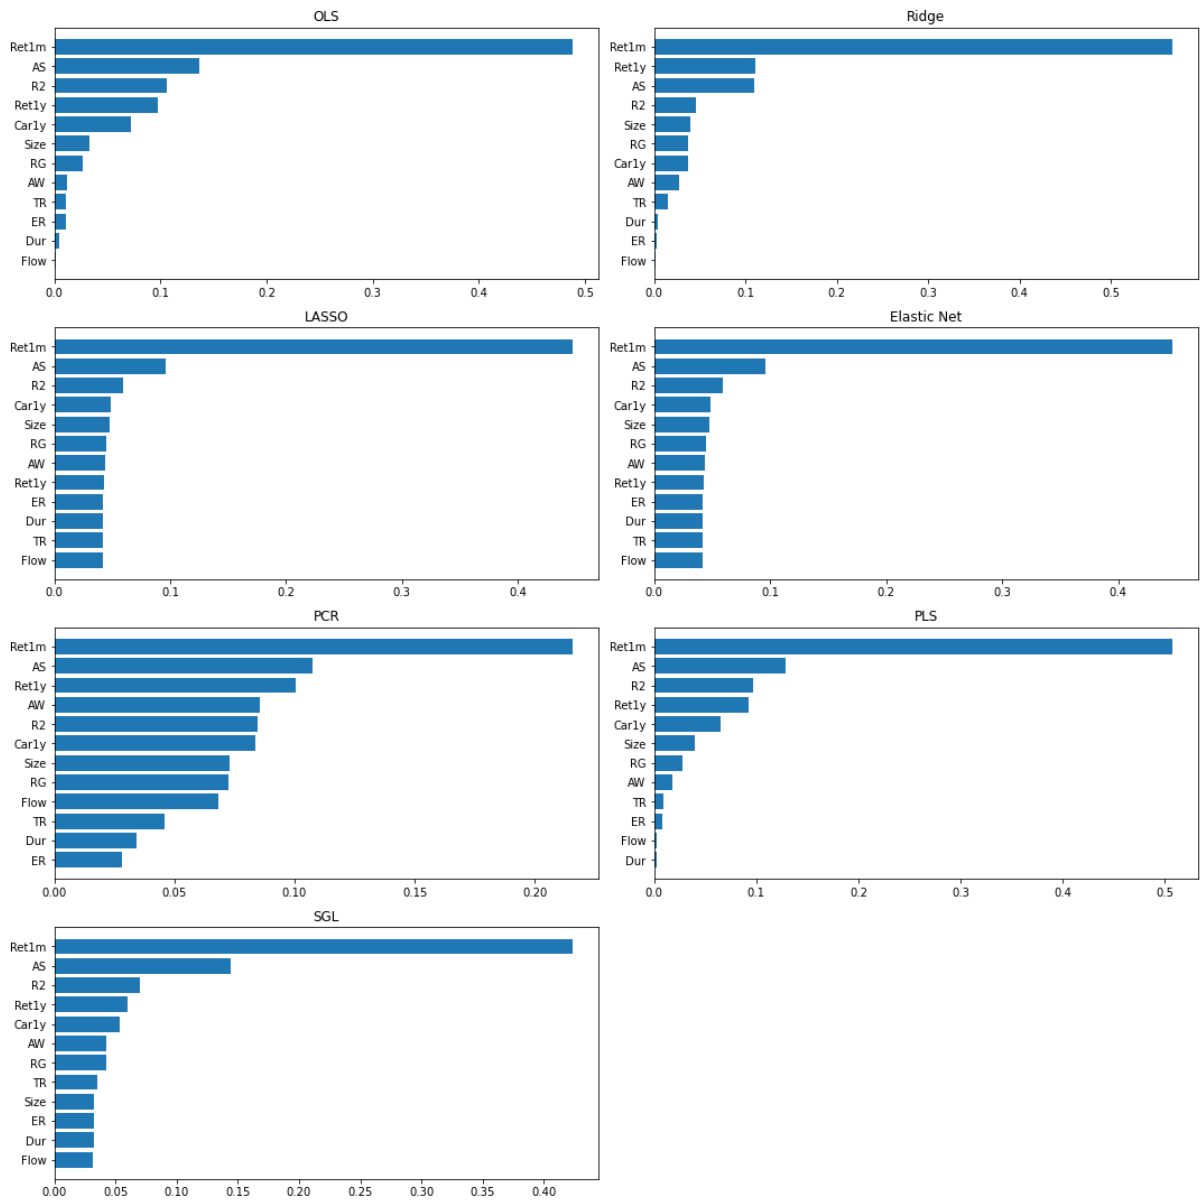 OLS
Ret1m
AS
R2
Ret1y
Car1y
Size
RG
AW
TR
ER
Dur
Flow
0.0 0.1 0.2 0.3 0.4 0.5
Ridge
Ret1m
Ret1y
AS
R2
Size
RG
Car1y
AW
TR
Dur
ER
Flow
0.0 0.1 0.2 0.3 0.4 0.5
LASSO
Ret1m
AS
R2
Car1y
Size
RG
AW
Ret1y
ER
Dur
TR
Flow
0.0 0.1 0.2 0.3 0.4
Elastic Net
Ret1m
AS
R2
Car1y
Size
RG
AW
Ret1y
ER
Dur
TR
Flow
0.0 0.1 0.2 0.3 0.4
PCR
Ret1m
AS
Ret1y
AW
R2
Car1y
Size
RG
Flow
TR
Dur
ER
0.00 0.05 0.10 0.15 0.20
PLS
Ret1m
AS
R2
Ret1y
Car1y
Size
RG
AW
TR
ER
Flow
Dur
0.0 0.1 0.2 0.3 0.4 0.5
SGL
Ret1m
AS
R2
Ret1y
Car1y
AW
RG
TR
Size
ER
Dur
Flow
0.00 0.05 0.10 0.15 0.20 0.25 0.30 0.35 0.40